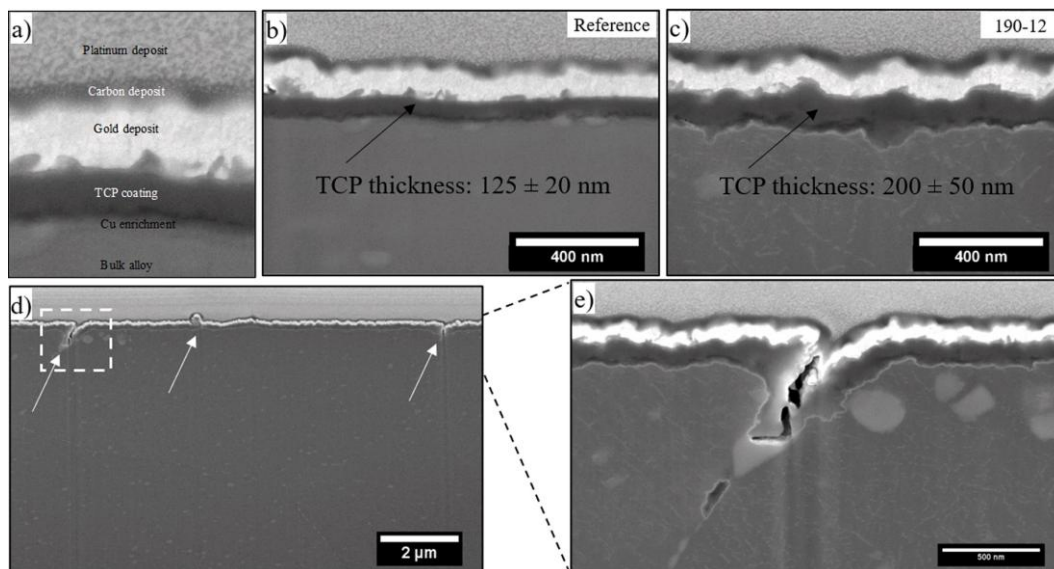 a)
Platinum deposit
Carbon deposit
Gold deposit
TCP coating
Cu enrichment
Bulk alloy
b)
Reference
TCP thickness: 125 ± 20 nm
400 nm
c)
190-12
TCP thickness: 200 ± 50 nm
400 nm
d)
2 µm
e)
500 nm